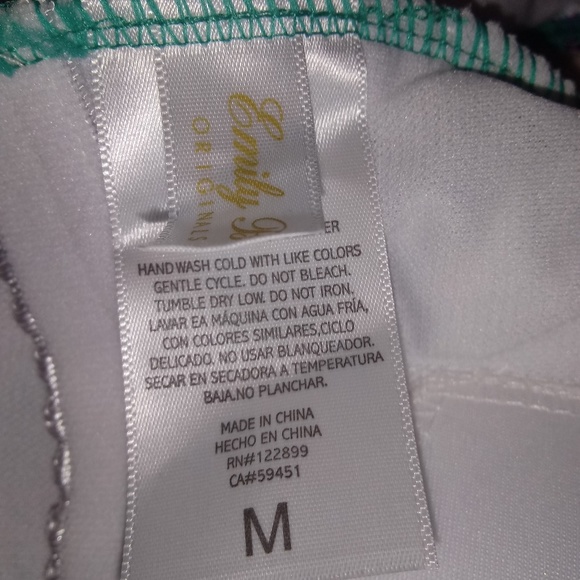 Emily
ORIGINALS
ER
HAND WASH COLD WITH LIKE COLORS
GENTLE CYCLE. DO NOT BLEACH.
TUMBLE DRY LOW. DO NOT IRON.
LAVAR EA MÁQUINA CON AGUA FRÍA,
CON COLORES SIMILARES,CICLO
DELICADO. NO USAR BLANQUEADOR.
SECAR EN SECADORA A TEMPERATURA
BAJA.NO PLANCHAR.
MADE IN CHINA
HECHO EN CHINA
RN#122899
CA#59451
M